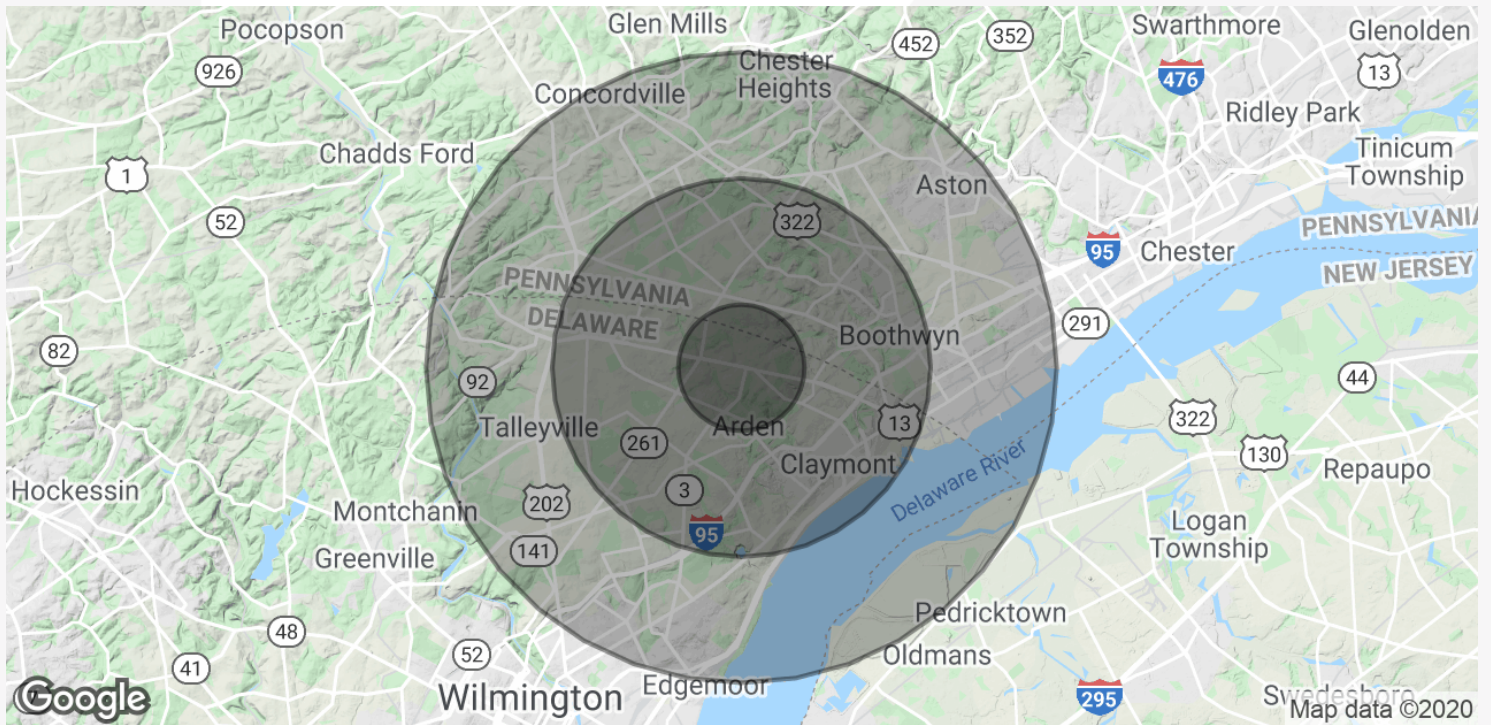 Pocopson
Glen Mills
452
352
Swarthmore
Glenolden
926
Chester
Heights
476
13
Concordville
Ridley Park
Chadds Ford
Tinicum
Township
1
Aston
52
322
PENNSYLVANIA
95
Chester
NEW JERSEY
PENNSYLVANIA
DELAWARE
291
Boothwyn
82
92
44
Talleyville
261
Arden
13
322
Claymont
130
Repaupo
Hockessin
3
Delaware River
202
Montchanin
95
Logan
Township
141
Greenville
Pedricktown
48
52
Oldmans
41
Edgemoor
Wilmington
295
Swedesboro
Google
Map data ©2020